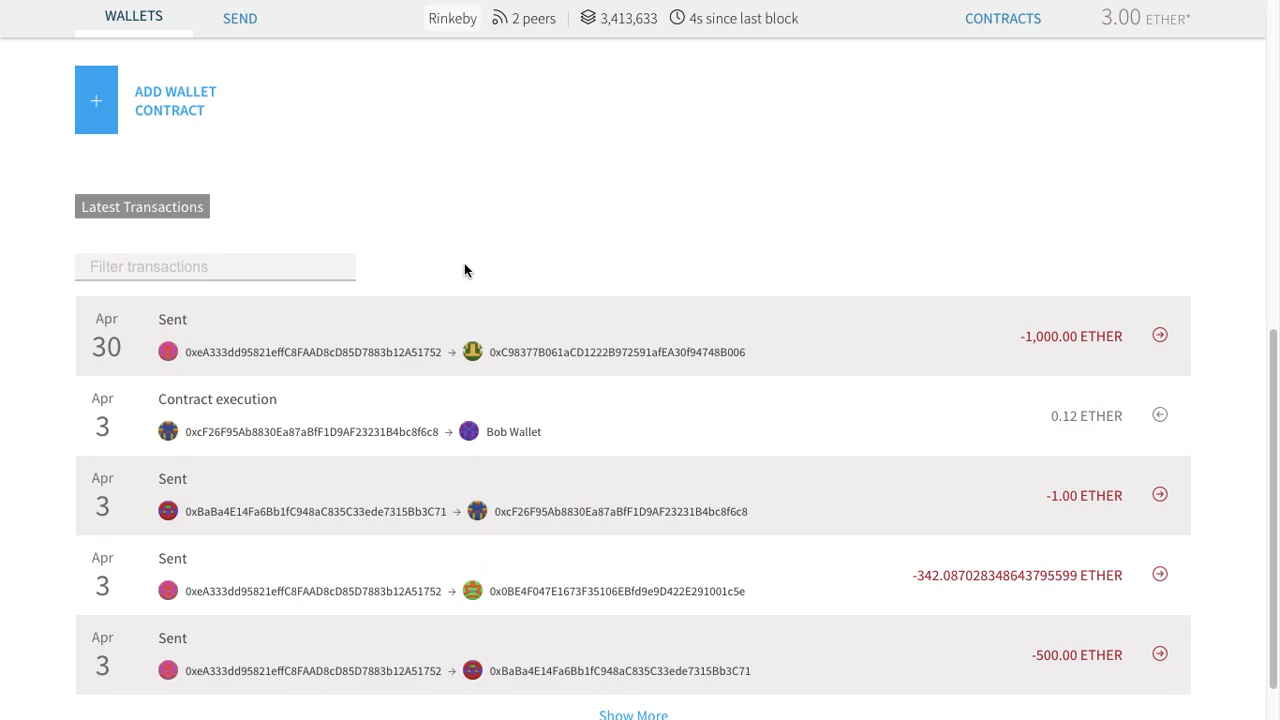 WALLETS SEND Rinkeby 2 peers 3,413,633 4s since last block CONTRACTS 3.00 ETHER*
+ ADD WALLET
CONTRACT
Latest Transactions
Filter transactions
Apr 30 Sent
0xeA333dd95821effC8FAAD8cD85D7883b12A51752 → 0xC98377B061aCD1222B972591afEA30f94748B006
-1,000.00 ETHER
Apr 3 Contract execution
0xcF26F95Ab8830Ea87aBfF1D9AF23231B4bc8f6c8 → Bob Wallet
0.12 ETHER
Apr 3 Sent
0xBaBa4E14Fa6Bb1fC948aC835C33ede7315Bb3C71 → 0xcF26F95Ab8830Ea87aBfF1D9AF23231B4bc8f6c8
-1.00 ETHER
Apr 3 Sent
0xeA333dd95821effC8FAAD8cD85D7883b12A51752 → 0x0BE4F047E1673F35106EBfd9e9D422E291001c5e
-342.087028348643795599 ETHER
Apr 3 Sent
0xeA333dd95821effC8FAAD8cD85D7883b12A51752 → 0xBaBa4E14Fa6Bb1fC948aC835C33ede7315Bb3C71
-500.00 ETHER
Show More